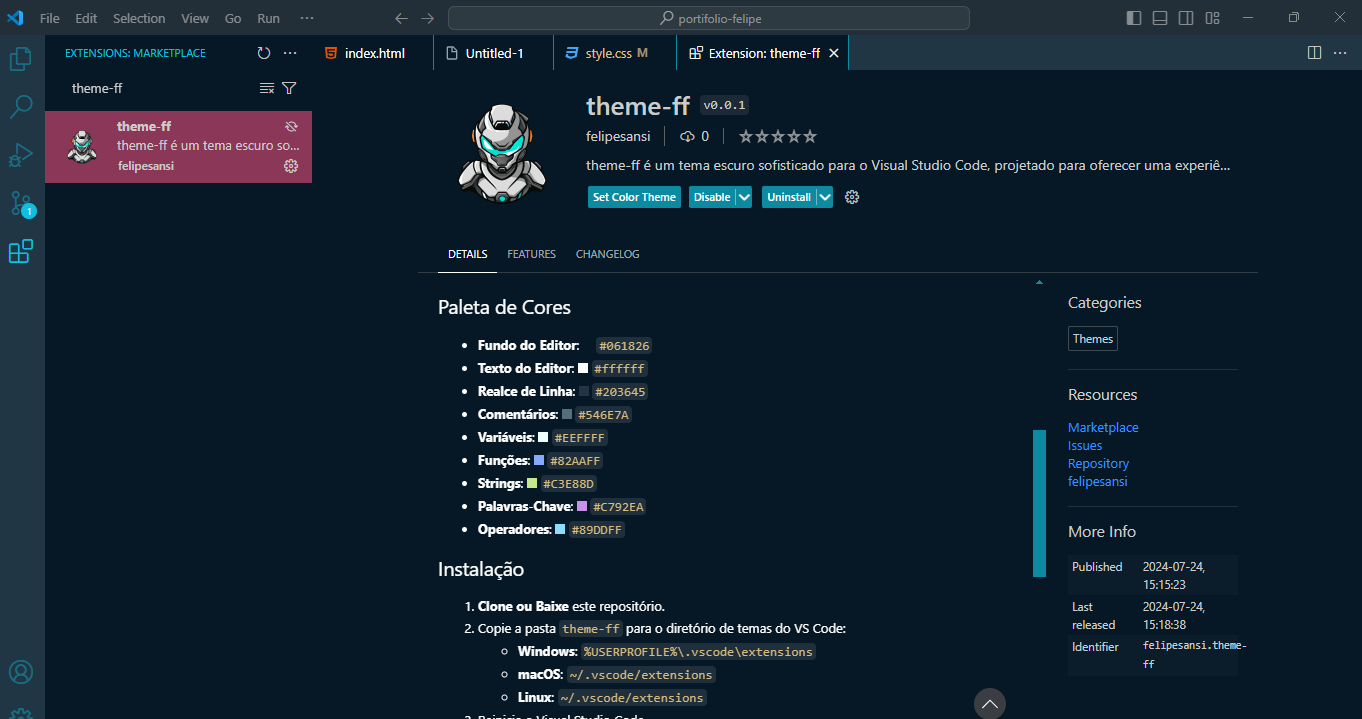 File Edit Selection View Go Run ···
portifolio-felipe
EXTENSIONS: MARKETPLACE
index.html
Untitled-1
style.css M
Extension: theme-ff
theme-ff
theme-ff
theme-ff é um tema escuro so...
felipesansi
1
theme-ff v0.0.1
felipesansi 0
theme-ff é um tema escuro sofisticado para o Visual Studio Code, projetado para oferecer uma experiê...
Set Color Theme Disable Uninstall
DETAILS FEATURES CHANGELOG
Paleta de Cores
Fundo do Editor: #061826
Texto do Editor: #ffffff
Realce de Linha: #203645
Comentários: #546E7A
Variáveis: #EEFFFF
Funções: #82AAFF
Strings: #C3E88D
Palavras-Chave: #C792EA
Operadores: #89DDFF
Instalação
1. Clone ou Baixe este repositório.
2. Copie a pasta theme-ff para o diretório de temas do VS Code:
Windows: %USERPROFILE%\.vscode\extensions
macOS: ~/.vscode/extensions
Linux: ~/.vscode/extensions
3. Reinicie o Visual Studio Code.
Categories
Themes
Resources
Marketplace
Issues
Repository
felipesansi
More Info
Published 2024-07-24,
15:15:23
Last 2024-07-24,
released 15:18:38
Identifier felipesansi.theme-
ff